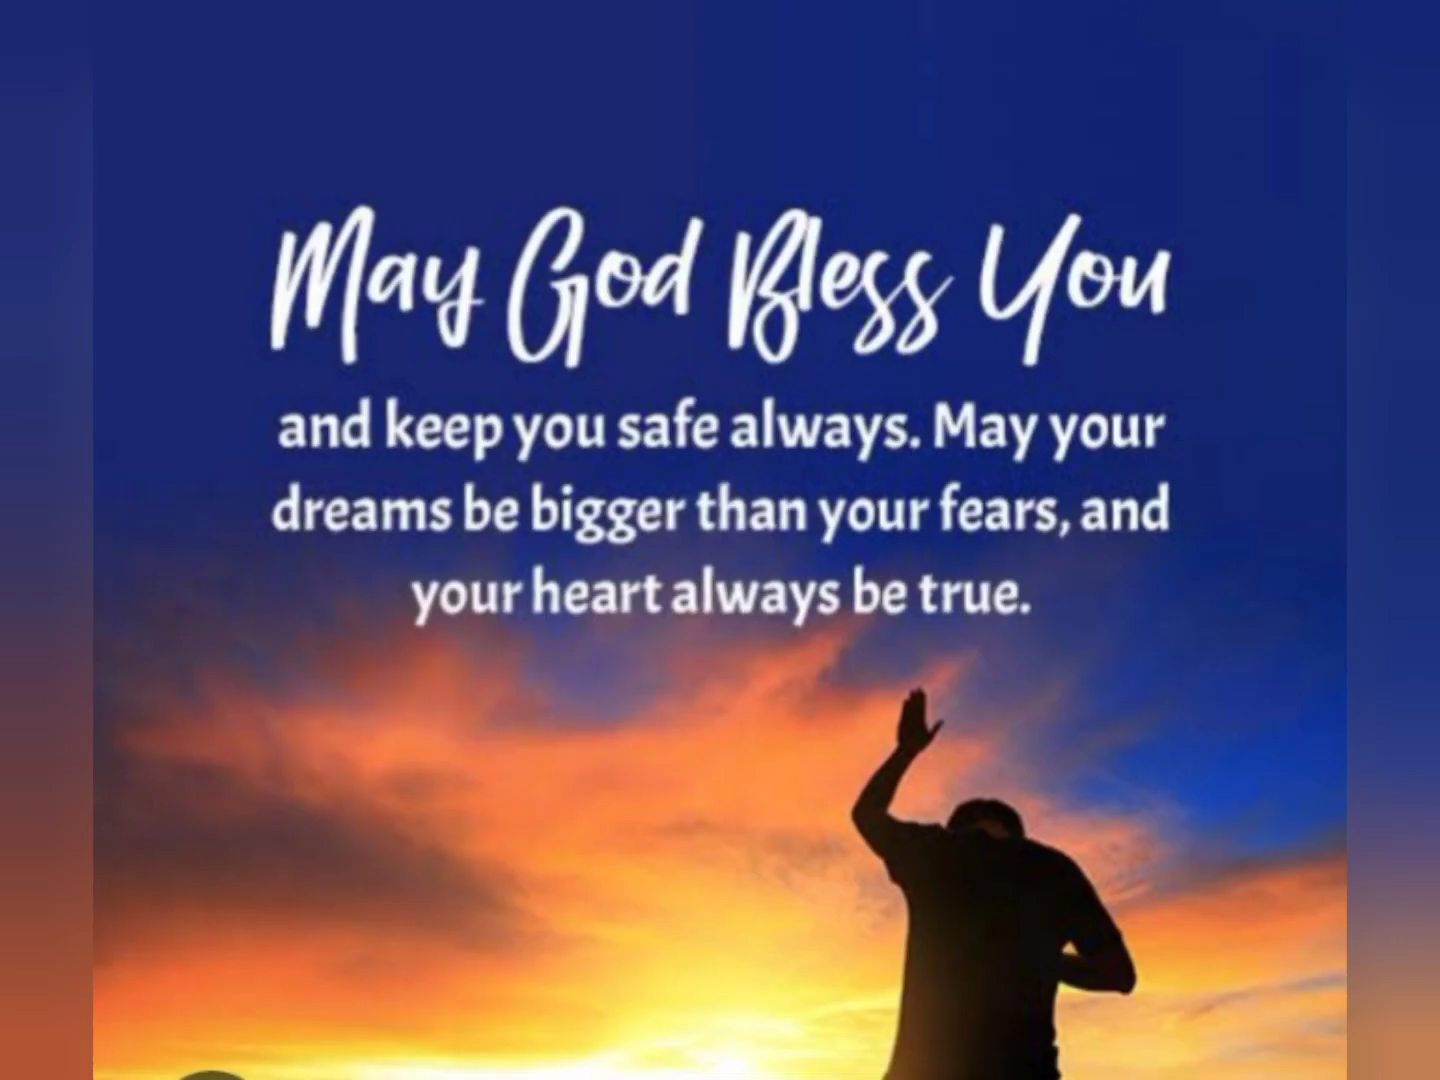 May God Bless You
and keep you safe always. May your
dreams be bigger than your fears, and
your heart always be true.